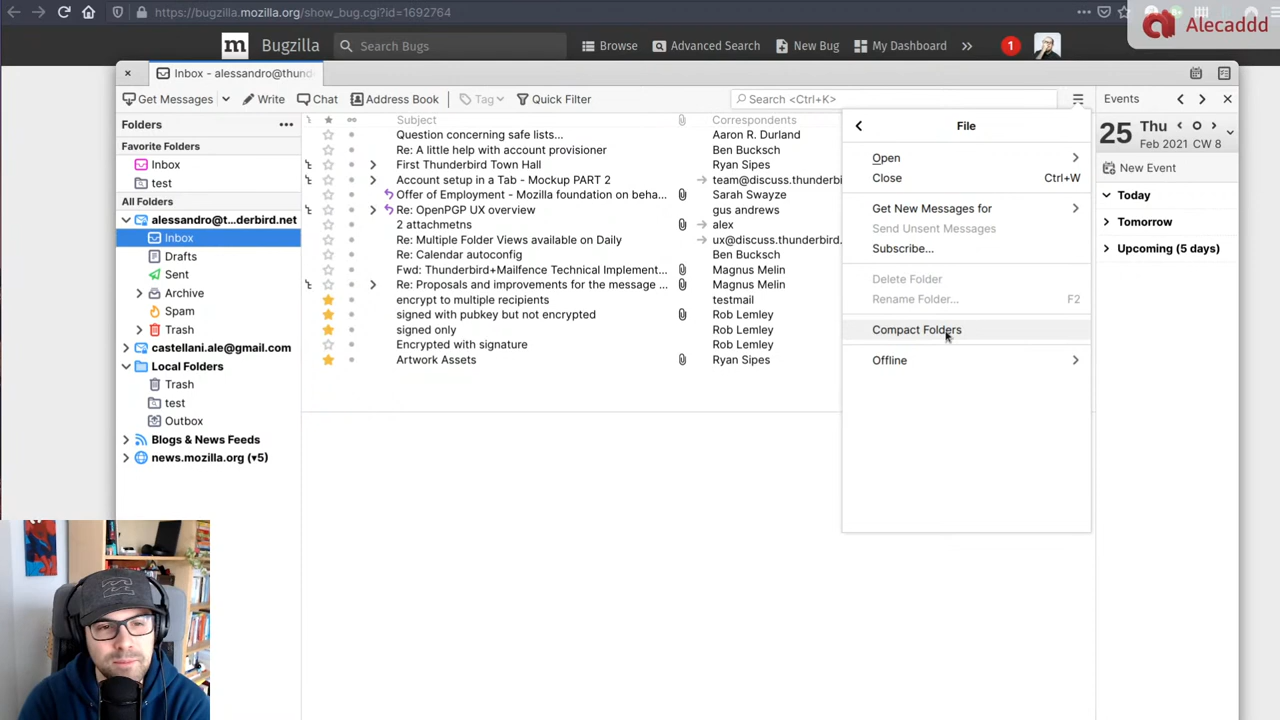 https://bugzilla.mozilla.org/show_bug.cgi?id=1692764
Alecaddd
m Bugzilla Search Bugs Browse Advanced Search New Bug My Dashboard 1
Inbox - alessandro@thund
Get Messages Write Chat Address Book Tag Quick Filter Search <Ctrl+K> Events
Folders
Favorite Folders
Inbox
test
All Folders
alessandro@t...derbird.net
Inbox
Drafts
Sent
Archive
Spam
Trash
castellani.ale@gmail.com
Local Folders
Trash
test
Outbox
Blogs & News Feeds
news.mozilla.org (▾5)
Subject Correspondents
Question concerning safe lists... Aaron R. Durland
Re: A little help with account provisioner Ben Bucksch
First Thunderbird Town Hall Ryan Sipes
Account setup in a Tab - Mockup PART 2 team@discuss.thunderbi
Offer of Employment - Mozilla foundation on beha... Sarah Swayze
Re: OpenPGP UX overview gus andrews
2 attachmetns alex
Re: Multiple Folder Views available on Daily ux@discuss.thunderbird.
Re: Calendar autoconfig Ben Bucksch
Fwd: Thunderbird+Mailfence Technical Implement... Magnus Melin
Re: Proposals and improvements for the message ... Magnus Melin
encrypt to multiple recipients testmail
signed with pubkey but not encrypted Rob Lemley
signed only Rob Lemley
Encrypted with signature Rob Lemley
Artwork Assets Ryan Sipes
File
Open
Close Ctrl+W
Get New Messages for
Send Unsent Messages
Subscribe...
Delete Folder
Rename Folder... F2
Compact Folders
Offline
25 Thu
Feb 2021 CW 8
New Event
Today
Tomorrow
Upcoming (5 days)